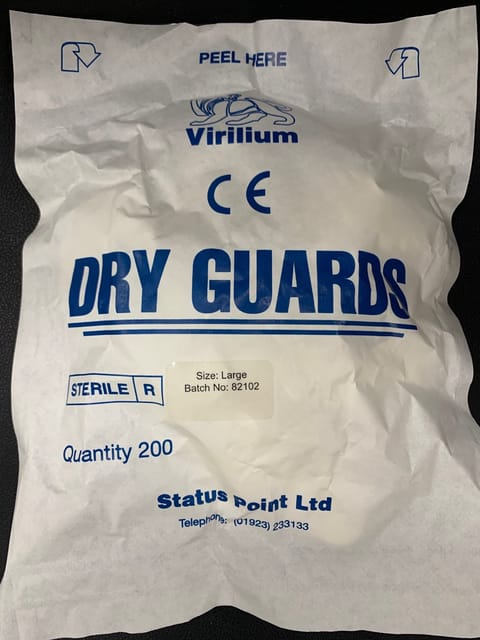 PEEL HERE
Virilium
CE
DRY GUARDS
STERILE R
Size: Large
Batch No: 82102
Quantity 200
Status Point Ltd
Telephone: (01923) 233133